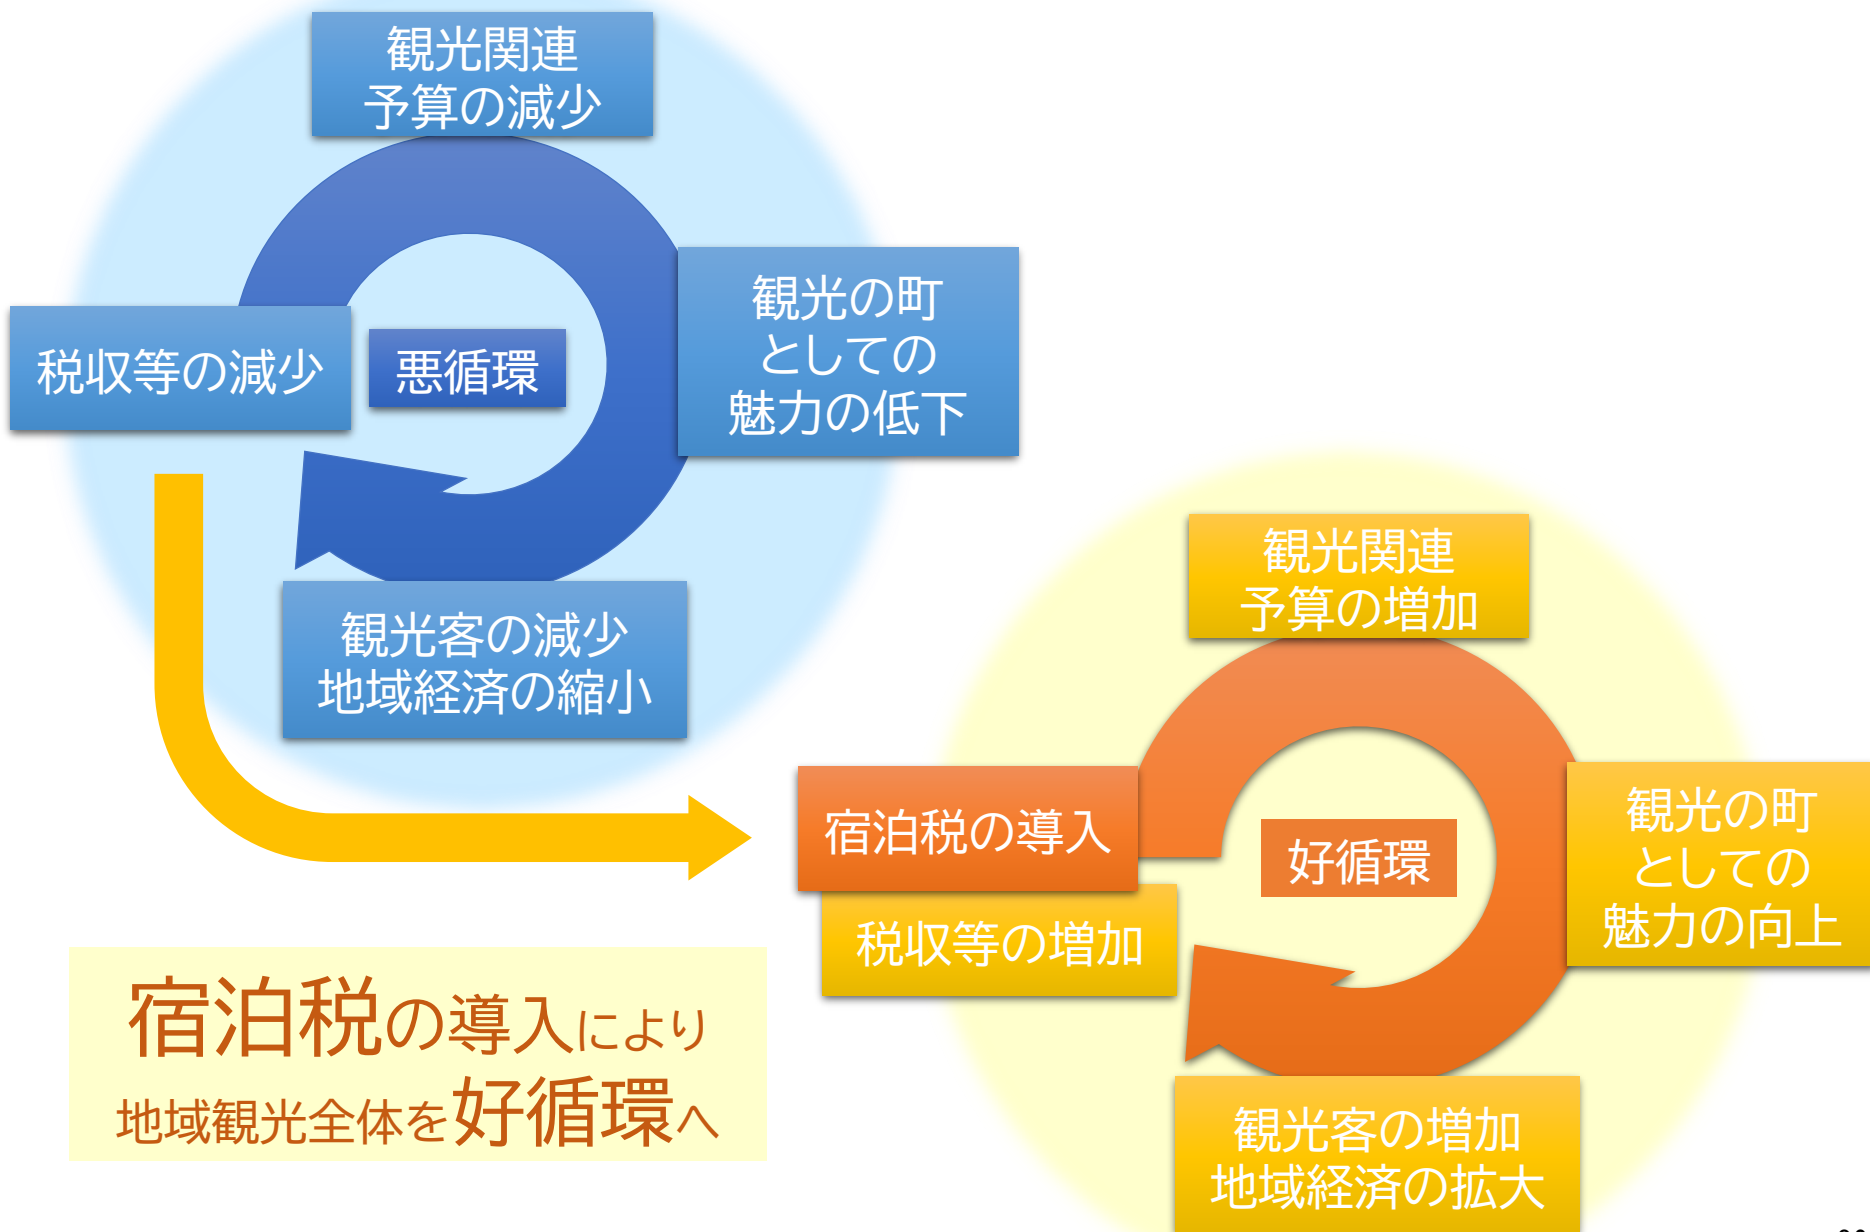 観光関連
予算の減少
観光の町
としての
魅力の低下
税収等の減少
悪循環
観光客の減少
地域経済の縮小
観光関連
予算の増加
宿泊税の導入
税収等の増加
好循環
観光の町
としての
魅力の向上
観光客の増加
地域経済の拡大
宿泊税の導入により
地域観光全体を好循環へ